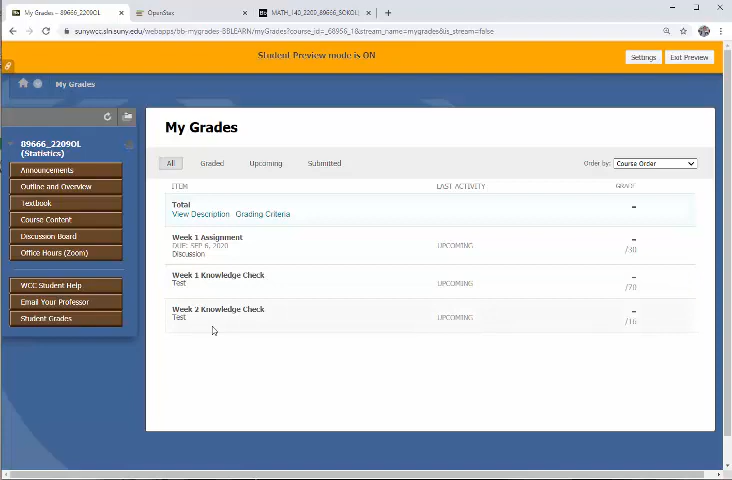 My Grades – 89666_2209OL
OpenStax
MATH_140_2209_89666_SOKOL
sunywcc.sln.suny.edu/webapps/bb-mygrades-BBLEARN/myGrades?course_id=_68956_1&stream_name=mygrades&is_stream=false
Student Preview mode is ON
Settings
Exit Preview
My Grades
89666_2209OL
(Statistics)
Announcements
Outline and Overview
Textbook
Course Content
Discussion Board
Office Hours (Zoom)
WCC Student Help
Email Your Professor
Student Grades
My Grades
All
Graded
Upcoming
Submitted
Order by:
Course Order
ITEM
LAST ACTIVITY
GRADE
Total
-
View Description Grading Criteria
Week 1 Assignment
DUE: SEP 6, 2020
UPCOMING
-
/30
Discussion
Week 1 Knowledge Check
Test
UPCOMING
-
/70
Week 2 Knowledge Check
Test
UPCOMING
-
/16